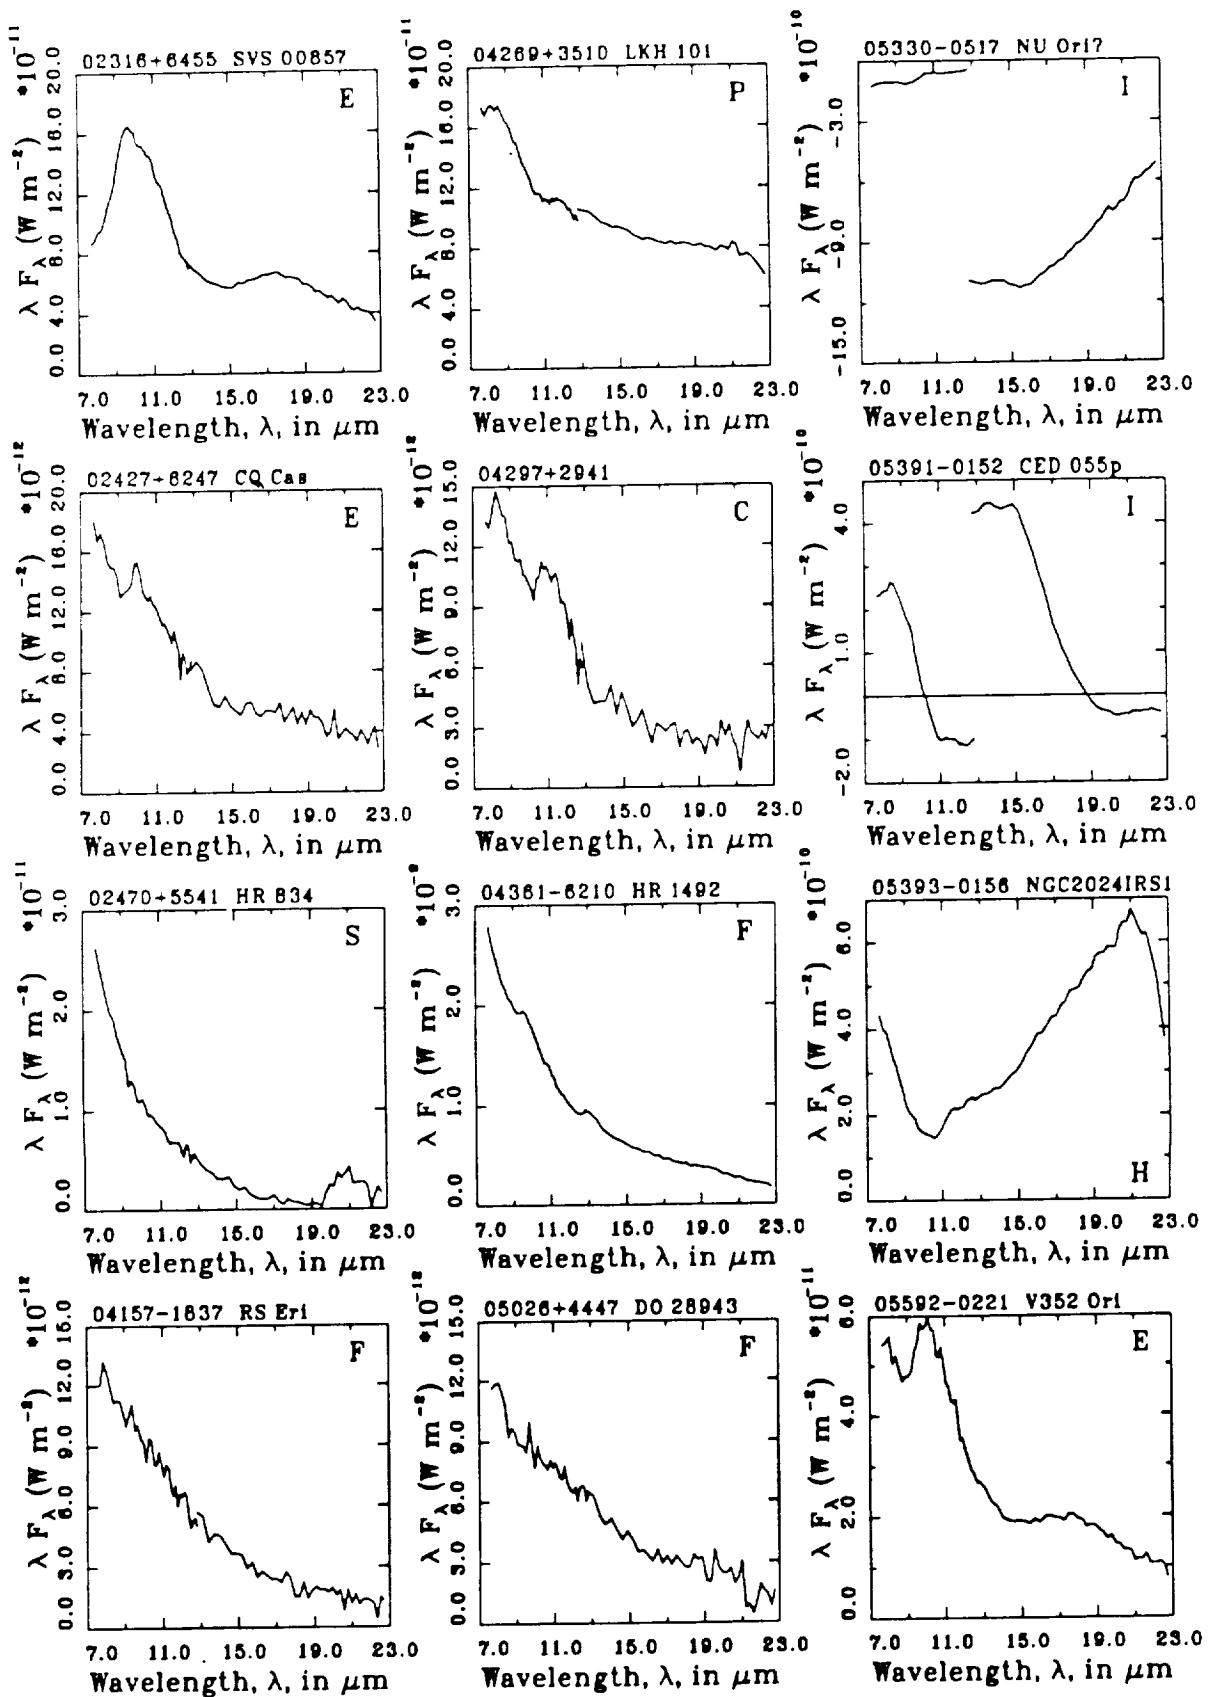 02316+6455 SVS 00857
E
λ F_λ (W m⁻²) *10⁻¹¹
0.0 4.0 8.0 12.0 16.0 20.0
7.0 11.0 15.0 19.0 23.0
Wavelength, λ, in μm
04269+3510 LKH 101
P
λ F_λ (W m⁻²) *10⁻¹¹
0.0 4.0 8.0 12.0 16.0 20.0
7.0 11.0 15.0 19.0 23.0
Wavelength, λ, in μm
05330-0517 NU Ori?
I
λ F_λ (W m⁻²) *10⁻¹⁰
-15.0 -9.0 -3.0
7.0 11.0 15.0 19.0 23.0
Wavelength, λ, in μm
02427+6247 CQ Cas
E
λ F_λ (W m⁻²) *10⁻¹²
0.0 4.0 8.0 12.0 16.0 20.0
7.0 11.0 15.0 19.0 23.0
Wavelength, λ, in μm
04297+2941
C
λ F_λ (W m⁻²) *10⁻¹²
0.0 3.0 6.0 9.0 12.0 15.0
7.0 11.0 15.0 19.0 23.0
Wavelength, λ, in μm
05391-0152 CED 055p
I
λ F_λ (W m⁻²) *10⁻¹⁰
-2.0 1.0 4.0
7.0 11.0 15.0 19.0 23.0
Wavelength, λ, in μm
02470+5541 HR 834
S
λ F_λ (W m⁻²) *10⁻¹¹
0.0 1.0 2.0 3.0
7.0 11.0 15.0 19.0 23.0
Wavelength, λ, in μm
04361-6210 HR 1492
F
λ F_λ (W m⁻²)
0.0 1.0 2.0 3.0
7.0 11.0 15.0 19.0 23.0
Wavelength, λ, in μm
05393-0156 NGC2024IRS1
H
λ F_λ (W m⁻²) *10⁻¹⁰
0.0 2.0 4.0 6.0
7.0 11.0 15.0 19.0 23.0
Wavelength, λ, in μm
04157-1837 RS Eri
F
λ F_λ (W m⁻²) *10⁻¹²
0.0 3.0 6.0 9.0 12.0 15.0
7.0 11.0 15.0 19.0 23.0
Wavelength, λ, in μm
05026+4447 DO 28943
F
λ F_λ (W m⁻²) *10⁻¹²
0.0 3.0 6.0 9.0 12.0 15.0
7.0 11.0 15.0 19.0 23.0
Wavelength, λ, in μm
05592-0221 V352 Ori
E
λ F_λ (W m⁻²) *10⁻¹¹
0.0 2.0 4.0 6.0
7.0 11.0 15.0 19.0 23.0
Wavelength, λ, in μm